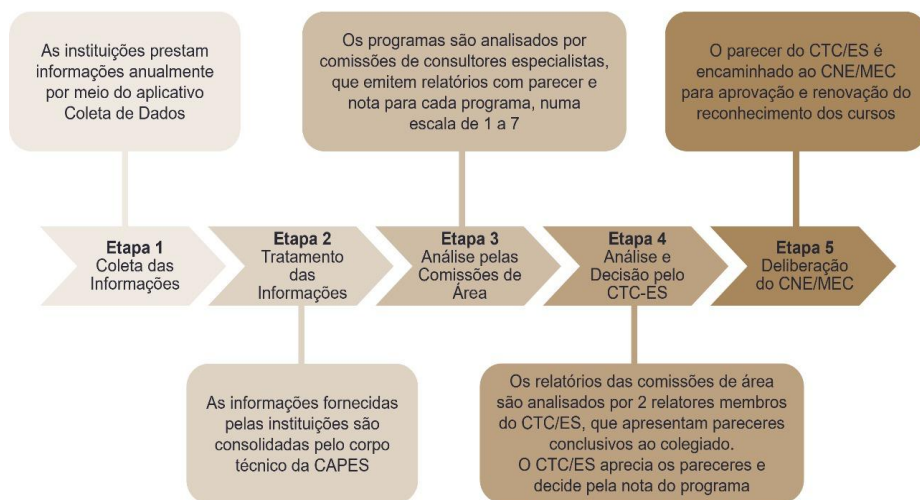 As instituições prestam
informações anualmente
por meio do aplicativo
Coleta de Dados
Os programas são analisados por
comissões de consultores especialistas,
que emitem relatórios com parecer e
nota para cada programa, numa
escala de 1 a 7
O parecer do CTC/ES é
encaminhado ao CNE/MEC
para aprovação e renovação do
reconhecimento dos cursos
Etapa 1
Coleta das
Informações
Etapa 2
Tratamento
das
Informações
Etapa 3
Análise pelas
Comissões de
Área
Etapa 4
Análise e
Decisão pelo
CTC-ES
Etapa 5
Deliberação
do CNE/MEC
As informações fornecidas
pelas instituições são
consolidadas pelo corpo
técnico da CAPES
Os relatórios das comissões de área
são analisados por 2 relatores membros
do CTC/ES, que apresentam pareceres
conclusivos ao colegiado.
O CTC/ES aprecia os pareceres e
decide pela nota do programa